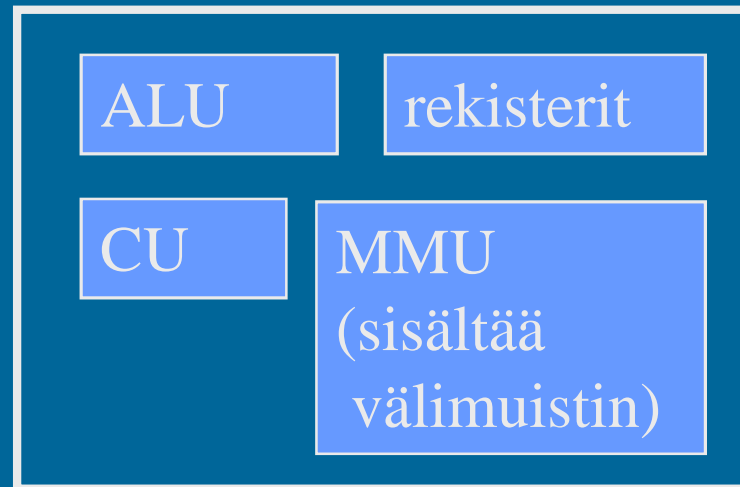 ALU
rekisterit
CU
MMU
(sisältää
välimuistin)